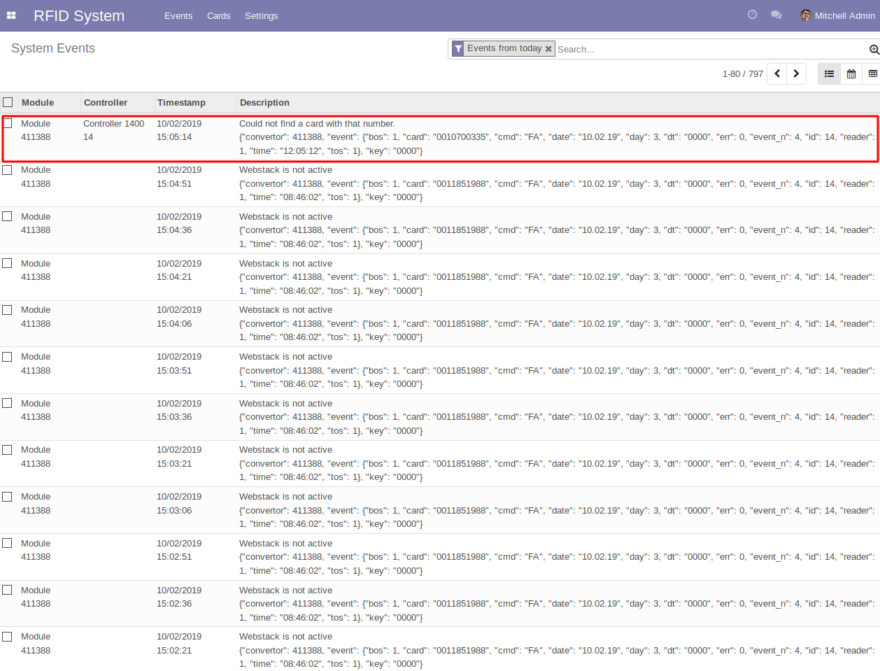 RFID System Events Cards Settings Mitchell Admin
System Events
Events from today Search...
1-80 / 797
Module Controller Timestamp Description
Module Controller 1400 10/02/2019 Could not find a card with that number.
411388 14 15:05:14 {"convertor": 411388, "event": {"bos": 1, "card": "0010700335", "cmd": "FA", "date": "10.02.19", "day": 3, "dt": "0000", "err": 0, "event_n": 4, "id": 14, "reader":
1, "time": "12:05:12", "tos": 1}, "key": "0000"}
Module 10/02/2019 Webstack is not active
411388 15:04:51 {"convertor": 411388, "event": {"bos": 1, "card": "0011851988", "cmd": "FA", "date": "10.02.19", "day": 3, "dt": "0000", "err": 0, "event_n": 4, "id": 14, "reader":
1, "time": "08:46:02", "tos": 1}, "key": "0000"}
Module 10/02/2019 Webstack is not active
411388 15:04:36 {"convertor": 411388, "event": {"bos": 1, "card": "0011851988", "cmd": "FA", "date": "10.02.19", "day": 3, "dt": "0000", "err": 0, "event_n": 4, "id": 14, "reader":
1, "time": "08:46:02", "tos": 1}, "key": "0000"}
Module 10/02/2019 Webstack is not active
411388 15:04:21 {"convertor": 411388, "event": {"bos": 1, "card": "0011851988", "cmd": "FA", "date": "10.02.19", "day": 3, "dt": "0000", "err": 0, "event_n": 4, "id": 14, "reader":
1, "time": "08:46:02", "tos": 1}, "key": "0000"}
Module 10/02/2019 Webstack is not active
411388 15:04:06 {"convertor": 411388, "event": {"bos": 1, "card": "0011851988", "cmd": "FA", "date": "10.02.19", "day": 3, "dt": "0000", "err": 0, "event_n": 4, "id": 14, "reader":
1, "time": "08:46:02", "tos": 1}, "key": "0000"}
Module 10/02/2019 Webstack is not active
411388 15:03:51 {"convertor": 411388, "event": {"bos": 1, "card": "0011851988", "cmd": "FA", "date": "10.02.19", "day": 3, "dt": "0000", "err": 0, "event_n": 4, "id": 14, "reader":
1, "time": "08:46:02", "tos": 1}, "key": "0000"}
Module 10/02/2019 Webstack is not active
411388 15:03:36 {"convertor": 411388, "event": {"bos": 1, "card": "0011851988", "cmd": "FA", "date": "10.02.19", "day": 3, "dt": "0000", "err": 0, "event_n": 4, "id": 14, "reader":
1, "time": "08:46:02", "tos": 1}, "key": "0000"}
Module 10/02/2019 Webstack is not active
411388 15:03:21 {"convertor": 411388, "event": {"bos": 1, "card": "0011851988", "cmd": "FA", "date": "10.02.19", "day": 3, "dt": "0000", "err": 0, "event_n": 4, "id": 14, "reader":
1, "time": "08:46:02", "tos": 1}, "key": "0000"}
Module 10/02/2019 Webstack is not active
411388 15:03:06 {"convertor": 411388, "event": {"bos": 1, "card": "0011851988", "cmd": "FA", "date": "10.02.19", "day": 3, "dt": "0000", "err": 0, "event_n": 4, "id": 14, "reader":
1, "time": "08:46:02", "tos": 1}, "key": "0000"}
Module 10/02/2019 Webstack is not active
411388 15:02:51 {"convertor": 411388, "event": {"bos": 1, "card": "0011851988", "cmd": "FA", "date": "10.02.19", "day": 3, "dt": "0000", "err": 0, "event_n": 4, "id": 14, "reader":
1, "time": "08:46:02", "tos": 1}, "key": "0000"}
Module 10/02/2019 Webstack is not active
411388 15:02:36 {"convertor": 411388, "event": {"bos": 1, "card": "0011851988", "cmd": "FA", "date": "10.02.19", "day": 3, "dt": "0000", "err": 0, "event_n": 4, "id": 14, "reader":
1, "time": "08:46:02", "tos": 1}, "key": "0000"}
Module 10/02/2019 Webstack is not active
411388 15:02:21 {"convertor": 411388, "event": {"bos": 1, "card": "0011851988", "cmd": "FA", "date": "10.02.19", "day": 3, "dt": "0000", "err": 0, "event_n": 4, "id": 14, "reader":
1, "time": "08:46:02", "tos": 1}, "key": "0000"}